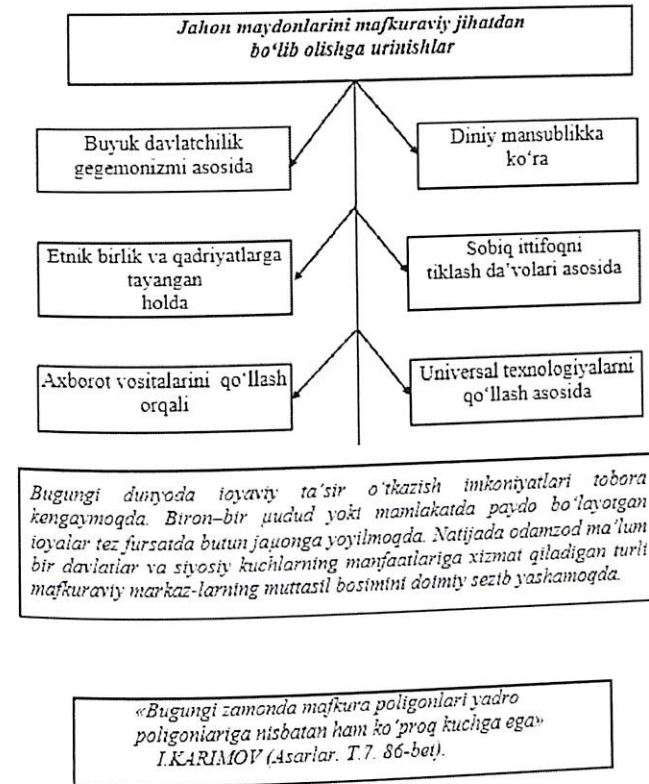 Jahon maydonlarini mafkuraviy jihatdan
bo‘lib olishga urinishlar
Buyuk davlatchilik
gegemonizmi asosida
Diniy mansublikka
ko‘ra
Etnik birlik va qadriyatlarga
tayangan
holda
Sobiq ittifoqni
tiklash da’volari asosida
Axborot vositalarini qo‘llash
orqali
Universal texnologiyalarni
qo‘llash asosida
Bugungi dunyoda ioyaviy ta’sir o‘tkazish imkoniyatlari tobora
kengaymoqda. Biron–bir µudud yoki mamlakatda paydo bo‘layotgan
ioyalar tez fursatda butun jaµonga yoyilmoqda. Natijada odamzod ma’lum
bir davlatlar va siyosiy kuchlarning manfaatlariga xizmat qiladigan turli
mafkuraviy markaz-larning muttasil bosimini doimiy sezib yashamoqda.
«Bugungi zamonda mafkura poligonlari yadro
poligonlariga nisbatan ham ko‘proq kuchga ega»
I.KARIMOV (Asarlar. T.7. 86-bet).